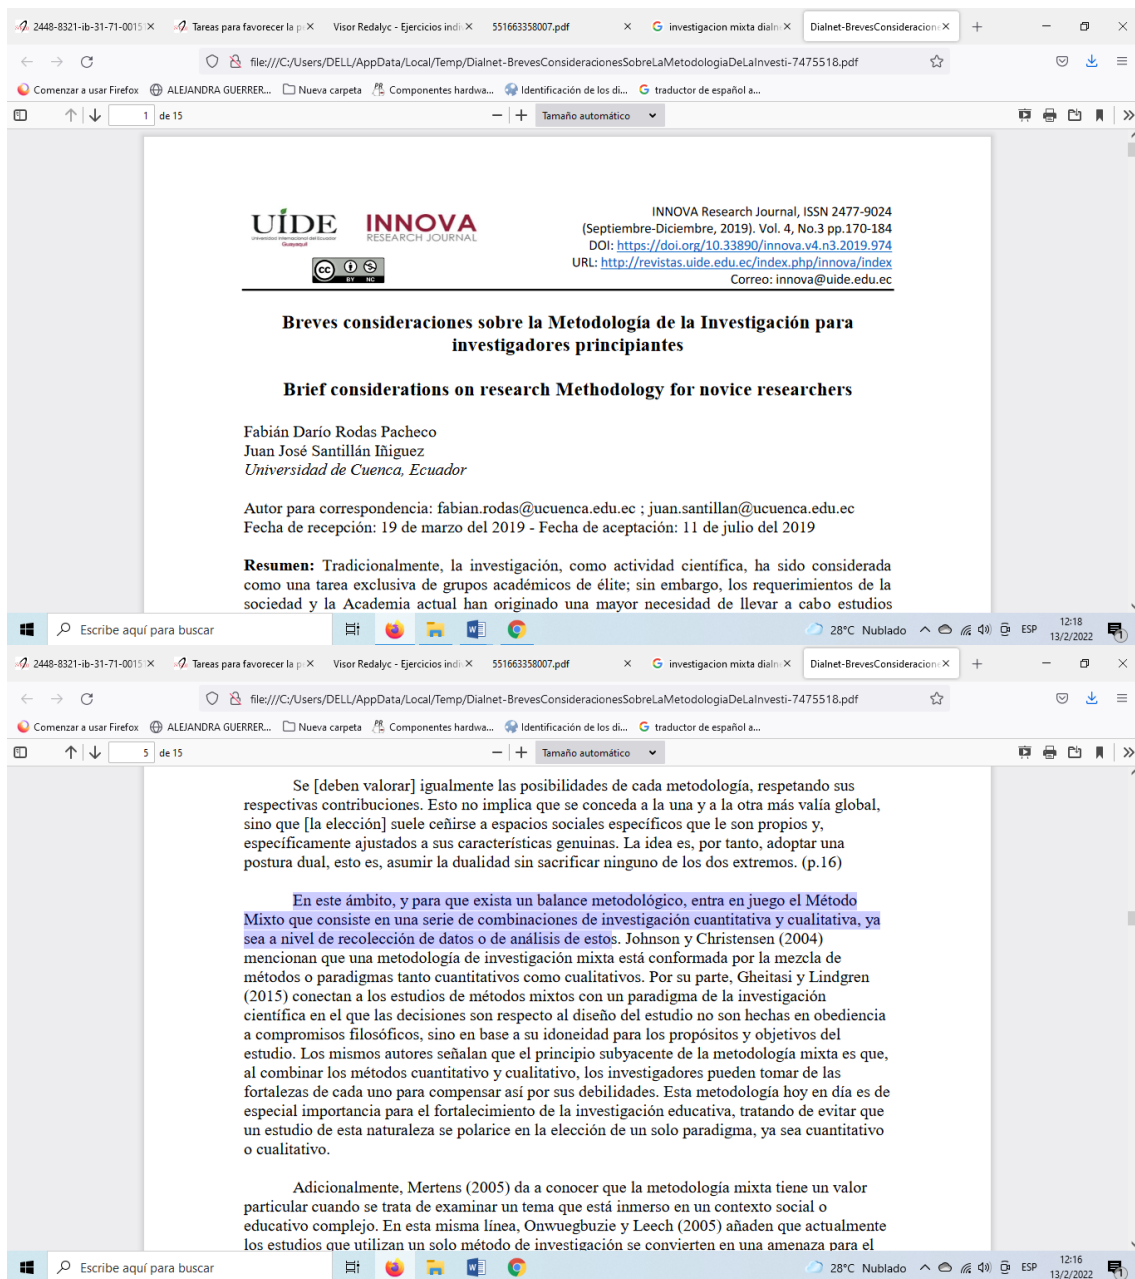 2448-8321-ib-31-71-0015
Tareas para favorecer la p
Visor Redalyc - Ejercicios indi
551663358007.pdf
investigacion mixta dialn
Dialnet-BrevesConsideracion
file:///C:/Users/DELL/AppData/Local/Temp/Dialnet-BrevesConsideracionesSobreLaMetodologiaDeLaInvesti-7475518.pdf
Comenzar a usar Firefox ALEJANDRA GUERRER... Nueva carpeta Componentes hardwa... Identificación de los di... traductor de español a...
1 de 15 Tamaño automático
UÍDE
Guayaquil
INNOVA
RESEARCH JOURNAL
cc BY NC
INNOVA Research Journal, ISSN 2477-9024
(Septiembre-Diciembre, 2019). Vol. 4, No.3 pp.170-184
DOI: https://doi.org/10.33890/innova.v4.n3.2019.974
URL: http://revistas.uide.edu.ec/index.php/innova/index
Correo: innova@uide.edu.ec
Breves consideraciones sobre la Metodología de la Investigación para
investigadores principiantes
Brief considerations on research Methodology for novice researchers
Fabián Darío Rodas Pacheco
Juan José Santillán Iñiguez
Universidad de Cuenca, Ecuador
Autor para correspondencia: fabian.rodas@ucuenca.edu.ec ; juan.santillan@ucuenca.edu.ec
Fecha de recepción: 19 de marzo del 2019 - Fecha de aceptación: 11 de julio del 2019
Resumen: Tradicionalmente, la investigación, como actividad científica, ha sido considerada
como una tarea exclusiva de grupos académicos de élite; sin embargo, los requerimientos de la
sociedad y la Academia actual han originado una mayor necesidad de llevar a cabo estudios
Escribe aquí para buscar
28°C Nublado
ESP
12:18
13/2/2022
2448-8321-ib-31-71-0015
Tareas para favorecer la p
Visor Redalyc - Ejercicios indi
551663358007.pdf
investigacion mixta dialn
Dialnet-BrevesConsideracion
file:///C:/Users/DELL/AppData/Local/Temp/Dialnet-BrevesConsideracionesSobreLaMetodologiaDeLaInvesti-7475518.pdf
Comenzar a usar Firefox ALEJANDRA GUERRER... Nueva carpeta Componentes hardwa... Identificación de los di... traductor de español a...
5 de 15 Tamaño automático
Se [deben valorar] igualmente las posibilidades de cada metodología, respetando sus
respectivas contribuciones. Esto no implica que se conceda a la una y a la otra más valía global,
sino que [la elección] suele ceñirse a espacios sociales específicos que le son propios y,
específicamente ajustados a sus características genuinas. La idea es, por tanto, adoptar una
postura dual, esto es, asumir la dualidad sin sacrificar ninguno de los dos extremos. (p.16)
En este ámbito, y para que exista un balance metodológico, entra en juego el Método
Mixto que consiste en una serie de combinaciones de investigación cuantitativa y cualitativa, ya
sea a nivel de recolección de datos o de análisis de estos. Johnson y Christensen (2004)
mencionan que una metodología de investigación mixta está conformada por la mezcla de
métodos o paradigmas tanto cuantitativos como cualitativos. Por su parte, Gheitasi y Lindgren
(2015) conectan a los estudios de métodos mixtos con un paradigma de la investigación
científica en el que las decisiones son respecto al diseño del estudio no son hechas en obediencia
a compromisos filosóficos, sino en base a su idoneidad para los propósitos y objetivos del
estudio. Los mismos autores señalan que el principio subyacente de la metodología mixta es que,
al combinar los métodos cuantitativo y cualitativo, los investigadores pueden tomar de las
fortalezas de cada uno para compensar así por sus debilidades. Esta metodología hoy en día es de
especial importancia para el fortalecimiento de la investigación educativa, tratando de evitar que
un estudio de esta naturaleza se polarice en la elección de un solo paradigma, ya sea cuantitativo
o cualitativo.
Adicionalmente, Mertens (2005) da a conocer que la metodología mixta tiene un valor
particular cuando se trata de examinar un tema que está inmerso en un contexto social o
educativo complejo. En esta misma línea, Onwuegbuzie y Leech (2005) añaden que actualmente
los estudios que utilizan un solo método de investigación se convierten en una amenaza para el
Escribe aquí para buscar
28°C Nublado
ESP
12:16
13/2/2022